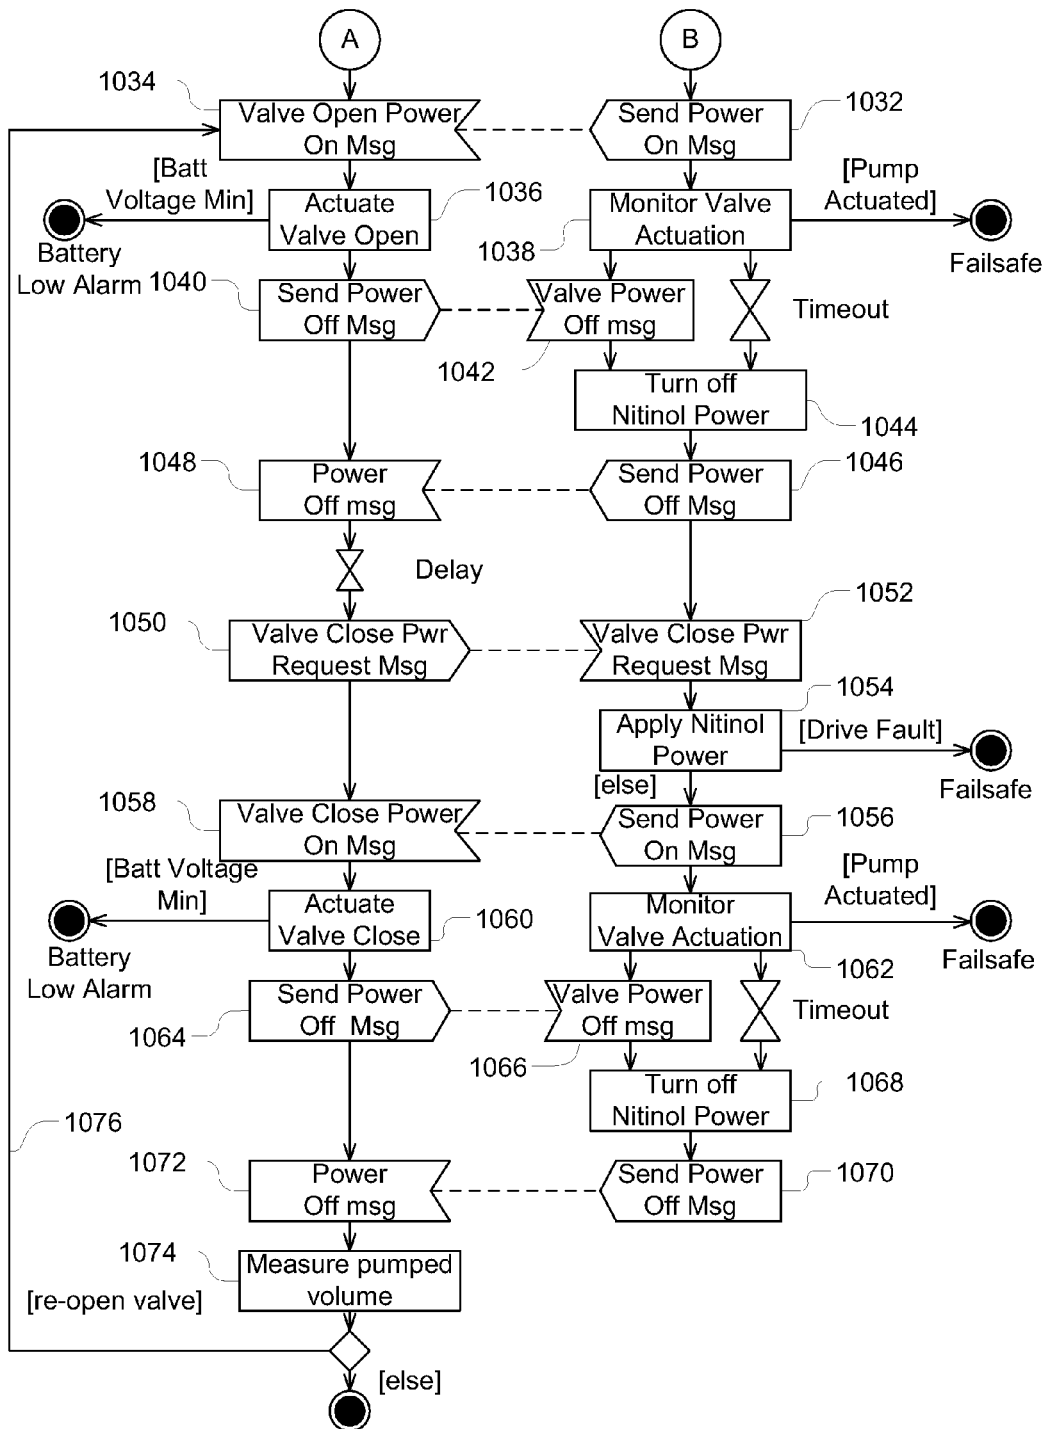 A
B
1034
Valve Open Power
On Msg
Send Power
On Msg
1032
[Batt
Voltage Min]
Actuate
Valve Open
1036
Monitor Valve
Actuation
1038
[Pump
Actuated]
Battery
Low Alarm
Failsafe
1040
Send Power
Off Msg
Valve Power
Off msg
1042
Timeout
Turn off
Nitinol Power
1044
1048
Power
Off msg
Send Power
Off Msg
1046
Delay
1050
Valve Close Pwr
Request Msg
Valve Close Pwr
Request Msg
1052
Apply Nitinol
Power
1054
[Drive Fault]
Failsafe
[else]
1058
Valve Close Power
On Msg
Send Power
On Msg
1056
[Batt Voltage
Min]
Actuate
Valve Close
1060
Monitor
Valve Actuation
1062
[Pump
Actuated]
Battery
Low Alarm
Failsafe
1064
Send Power
Off Msg
Valve Power
Off msg
1066
Timeout
Turn off
Nitinol Power
1068
1076
1072
Power
Off msg
Send Power
Off Msg
1070
1074
Measure pumped
volume
[re-open valve]
[else]